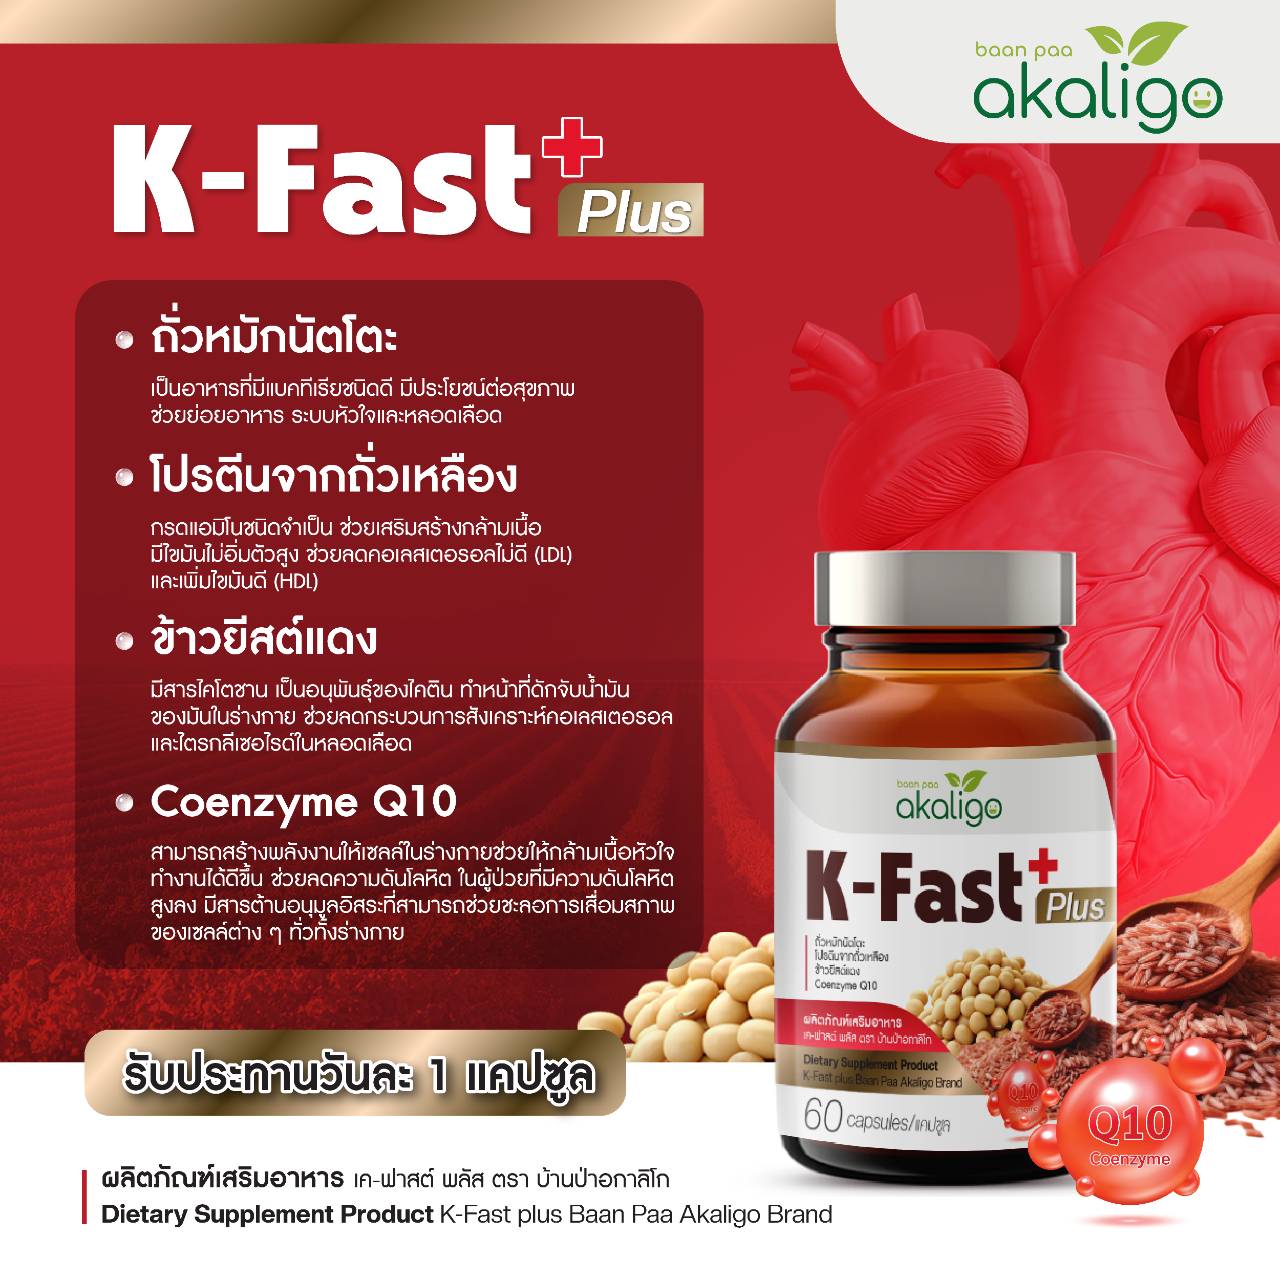 baan paa
akaligo
K-Fast+
Plus
ถั่วหมักนัตโตะ
เป็นอาหารที่มีแบคทีเรียชนิดดี มีประโยชน์ต่อสุขภาพ
ช่วยย่อยอาหาร ระบบหัวใจและหลอดเลือด
โปรตีนจากถั่วเหลือง
กรดแอมิโนชนิดจำเป็น ช่วยเสริมสร้างกล้ามเนื้อ
มีไขมันไม่อิ่มตัวสูง ช่วยลดคอเลสเตอรอลไม่ดี (LDL)
และเพิ่มไขมันดี (HDL)
ข้าวยีสต์แดง
มีสารไคโตซาน เป็นอนุพันธุ์ของไคติน ทำหน้าที่ดักจับน้ำมัน
ของมันในร่างกาย ช่วยลดกระบวนการสังเคราะห์คอเลสเตอรอล
และไตรกลีเซอไรด์ในหลอดเลือด
Coenzyme Q10
สามารถสร้างพลังงานให้เซลล์ในร่างกายช่วยให้กล้ามเนื้อหัวใจ
ทำงานได้ดีขึ้น ช่วยลดความดันโลหิต ในผู้ป่วยที่มีความดันโลหิต
สูงลง มีสารต้านอนุมูลอิสระที่สามารถช่วยชะลอการเสื่อมสภาพ
ของเซลล์ต่าง ๆ ทั่วทั้งร่างกาย
รับประทานวันละ 1 แคปซูล
ผลิตภัณฑ์เสริมอาหาร เค-ฟาสต์ พลัส ตรา บ้านป่าอกาลิโก
Dietary Supplement Product K-Fast plus Baan Paa Akaligo Brand
baan paa
akaligo
K-Fast+
Plus
ถั่วหมักนัตโตะ
โปรตีนจากถั่วเหลือง
ข้าวยีสต์แดง
Coenzyme Q10
ผลิตภัณฑ์เสริมอาหาร
เค-ฟาสต์ พลัส ตรา บ้านป่าอกาลิโก
Dietary Supplement Product
K-Fast plus Baan Paa Akaligo Brand
60 capsules/แคปซูล
Q10
Coenzyme
Q10
Coenzyme